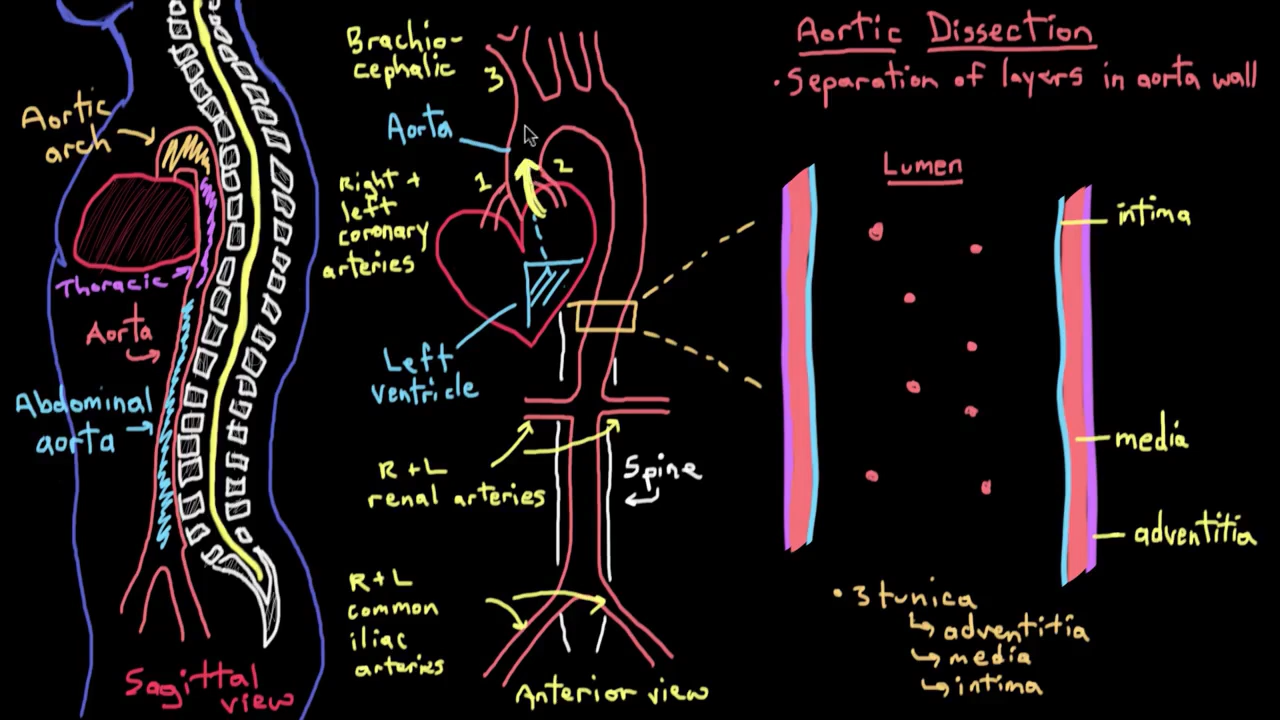 Aortic
arch
Thoracic
Aorta
Abdominal
aorta
Sagittal
view
Brachio-
cephalic
3
Aorta
1
2
Right +
left
coronary
arteries
Left
ventricle
R + L
renal arteries
Spine
R + L
common
iliac
arteries
Anterior view
Aortic Dissection
• Separation of layers in aorta wall
Lumen
intima
media
adventitia
• 3 tunica
↳ adventitia
↳ media
↳ intima